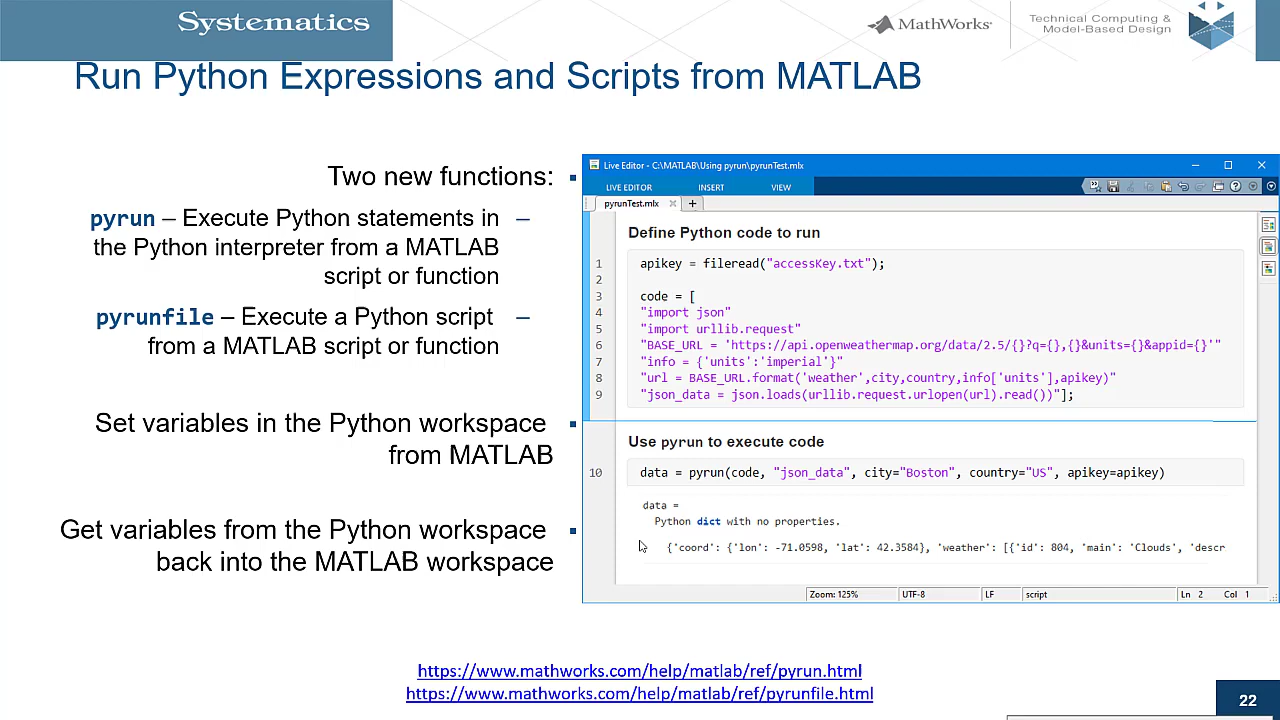 Systematics
MathWorks
Technical Computing &
Model-Based Design
Run Python Expressions and Scripts from MATLAB
Two new functions:
pyrun – Execute Python statements in
the Python interpreter from a MATLAB
script or function
pyrunfile – Execute a Python script
from a MATLAB script or function
Set variables in the Python workspace
from MATLAB
Get variables from the Python workspace
back into the MATLAB workspace
Live Editor - C:\MATLAB\Using pyrun\pyrunTest.mlx
LIVE EDITOR INSERT VIEW
pyrunTest.mlx
Define Python code to run
1 apikey = fileread("accessKey.txt");
2
3 code = [
4 "import json"
5 "import urllib.request"
6 "BASE_URL = 'https://api.openweathermap.org/data/2.5/{}?q={},{}&units={}&appid={}'"
7 "info = {'units':'imperial'}"
8 "url = BASE_URL.format('weather',city,country,info['units'],apikey)"
9 "json_data = json.loads(urllib.request.urlopen(url).read())"];
Use pyrun to execute code
10 data = pyrun(code, "json_data", city="Boston", country="US", apikey=apikey)
data =
Python dict with no properties.
{'coord': {'lon': -71.0598, 'lat': 42.3584}, 'weather': [{'id': 804, 'main': 'Clouds', 'descr
Zoom: 125% UTF-8 LF script Ln 2 Col 1
https://www.mathworks.com/help/matlab/ref/pyrun.html
https://www.mathworks.com/help/matlab/ref/pyrunfile.html
22